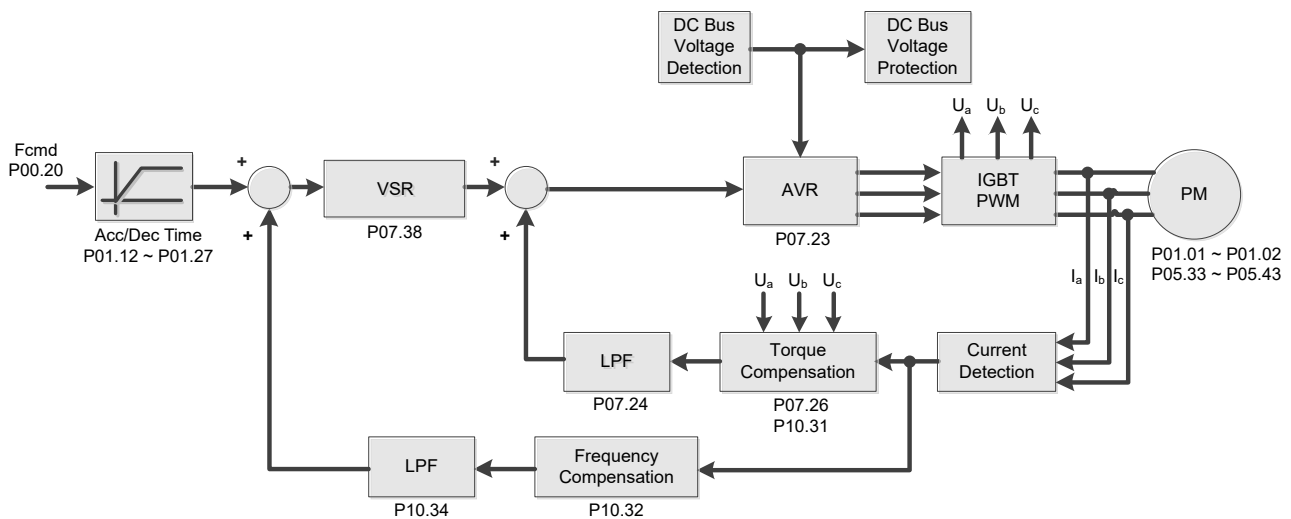 DC Bus
Voltage
Detection
DC Bus
Voltage
Protection
Ua Ub Uc
Fcmd
P00.20
+
+
VSR
P07.38
+
+
AVR
P07.23
IGBT
PWM
PM
P01.01 ~ P01.02
P05.33 ~ P05.43
Acc/Dec Time
P01.12 ~ P01.27
Ia Ib Ic
Ua Ub Uc
LPF
P07.24
Torque
Compensation
P07.26
P10.31
Current
Detection
LPF
P10.34
Frequency
Compensation
P10.32